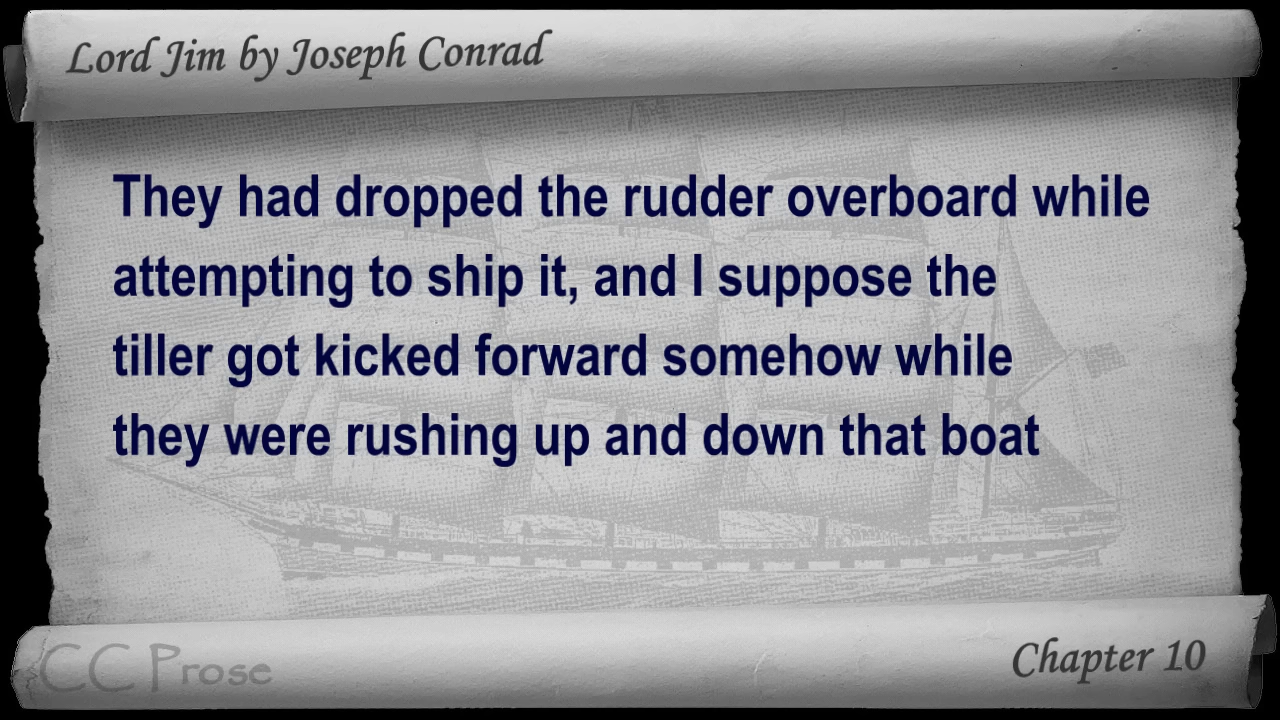 Lord Jim by Joseph Conrad
They had dropped the rudder overboard while
attempting to ship it, and I suppose the
tiller got kicked forward somehow while
they were rushing up and down that boat
CC Prose
Chapter 10